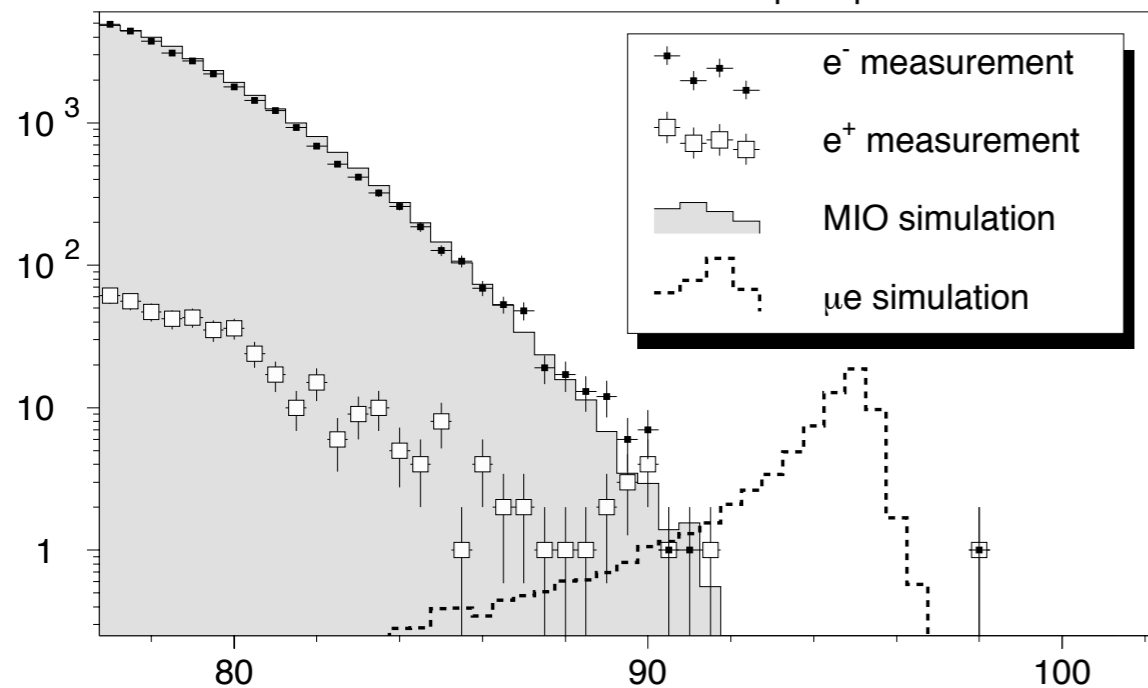 e⁻ measurement
10³
e⁺ measurement
MIO simulation
10²
μe simulation
10
1
80
90
100